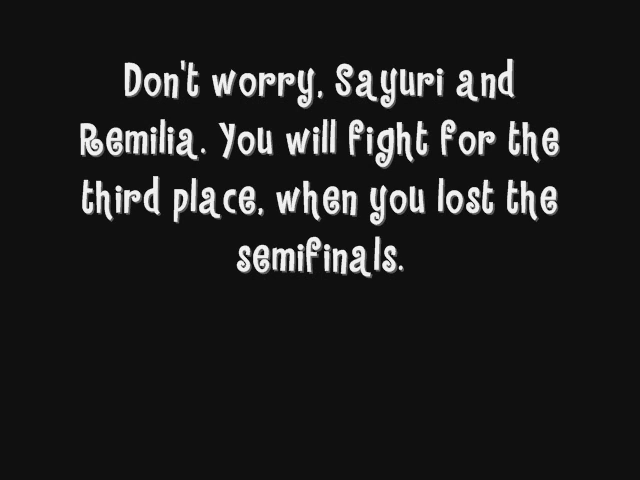 Don't worry, Sayuri and
Remilia. You will fight for the
third place, when you lost the
semifinals.